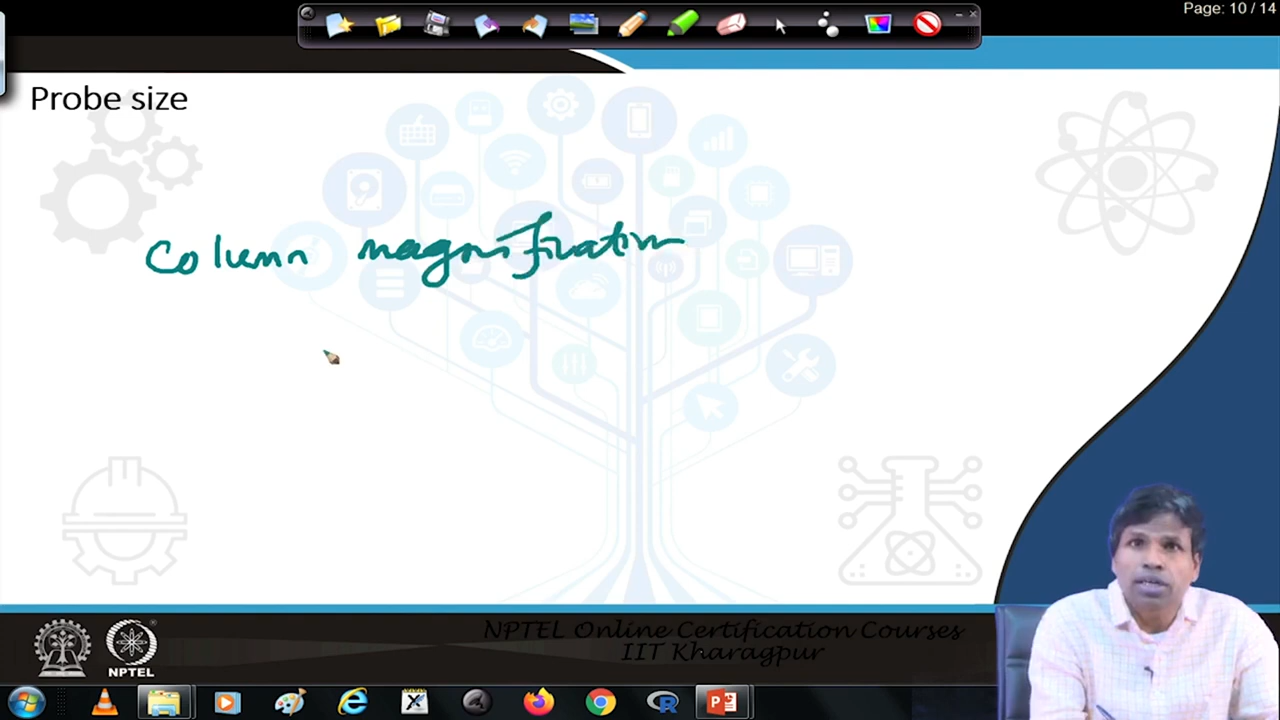 Page: 10 / 14
Probe size
Column magnification
NPTEL Online Certification Courses
IIT Kharagpur
NPTEL